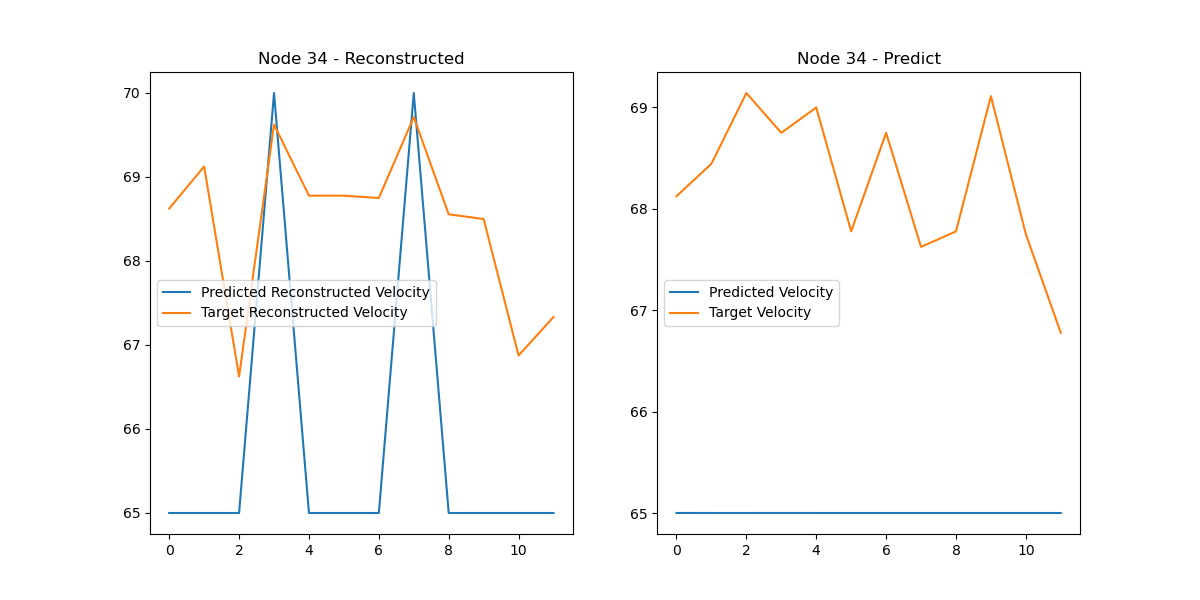 Node 34 - Reconstructed
70
69
68
67
66
65
Predicted Reconstructed Velocity
Target Reconstructed Velocity
0 2 4 6 8 10
Node 34 - Predict
69
68
67
66
65
Predicted Velocity
Target Velocity
0 2 4 6 8 10